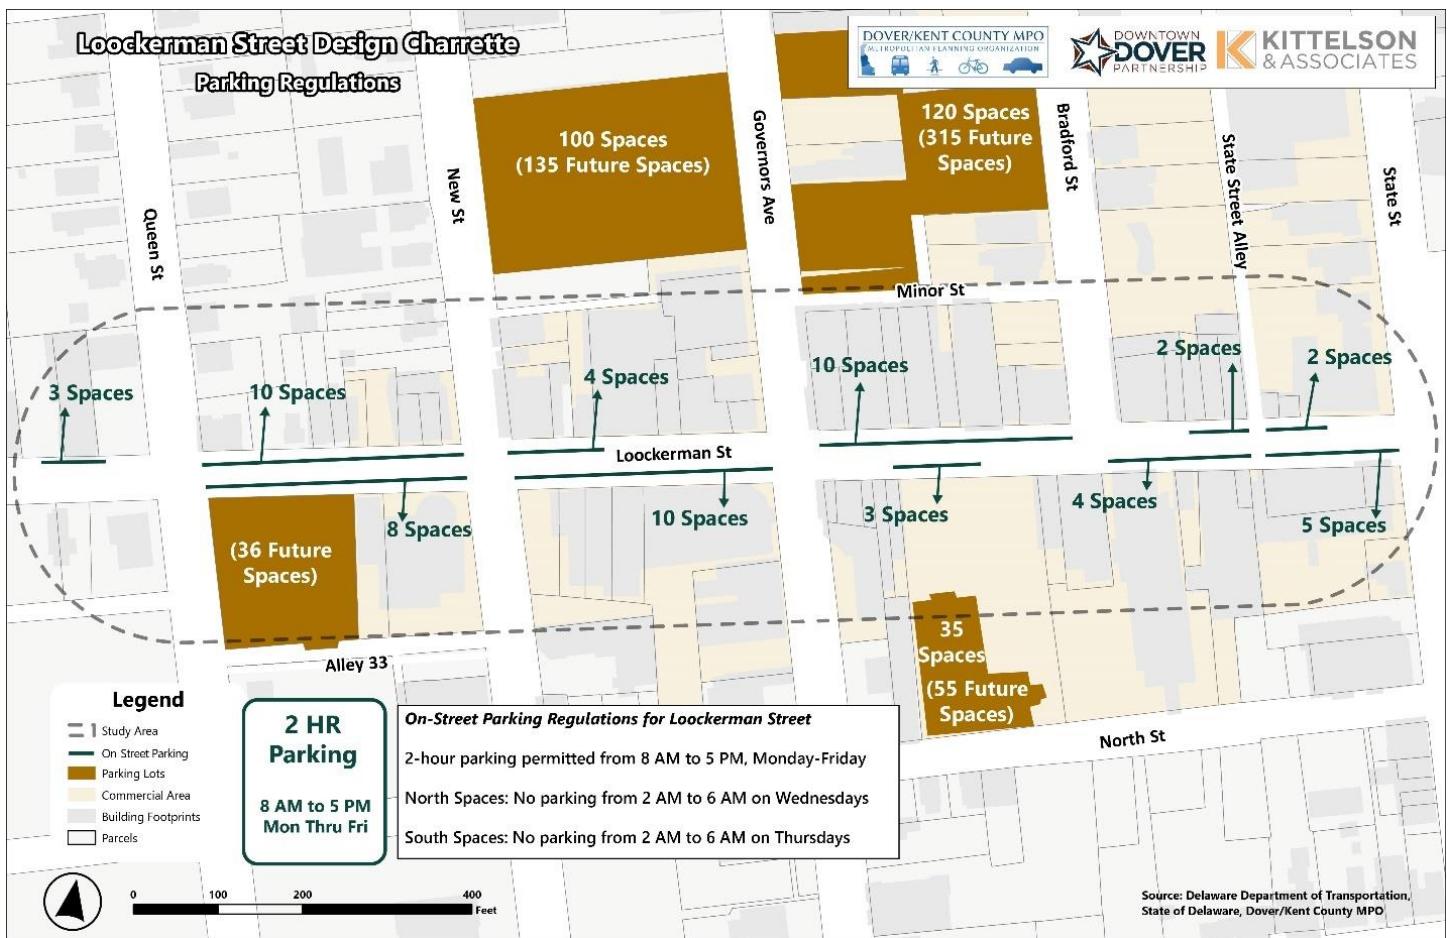 Loockerman Street Design Charrette
Parking Regulations
DOVER/KENT COUNTY MPO
METROPOLITAN PLANNING ORGANIZATION
DOWNTOWN
DOVER
PARTNERSHIP
KITTELSON
& ASSOCIATES
100 Spaces
(135 Future Spaces)
120 Spaces
(315 Future
Spaces)
Queen St
New St
Governors Ave
Bradford St
State Street Alley
State St
Minor St
3 Spaces
10 Spaces
4 Spaces
10 Spaces
2 Spaces
2 Spaces
Loockerman St
8 Spaces
10 Spaces
3 Spaces
4 Spaces
5 Spaces
(36 Future
Spaces)
35
Spaces
(55 Future
Spaces)
Alley 33
North St
Legend
Study Area
On Street Parking
Parking Lots
Commercial Area
Building Footprints
Parcels
2 HR
Parking
8 AM to 5 PM
Mon Thru Fri
On-Street Parking Regulations for Loockerman Street
2-hour parking permitted from 8 AM to 5 PM, Monday-Friday
North Spaces: No parking from 2 AM to 6 AM on Wednesdays
South Spaces: No parking from 2 AM to 6 AM on Thursdays
0 100 200 400
Feet
Source: Delaware Department of Transportation,
State of Delaware, Dover/Kent County MPO